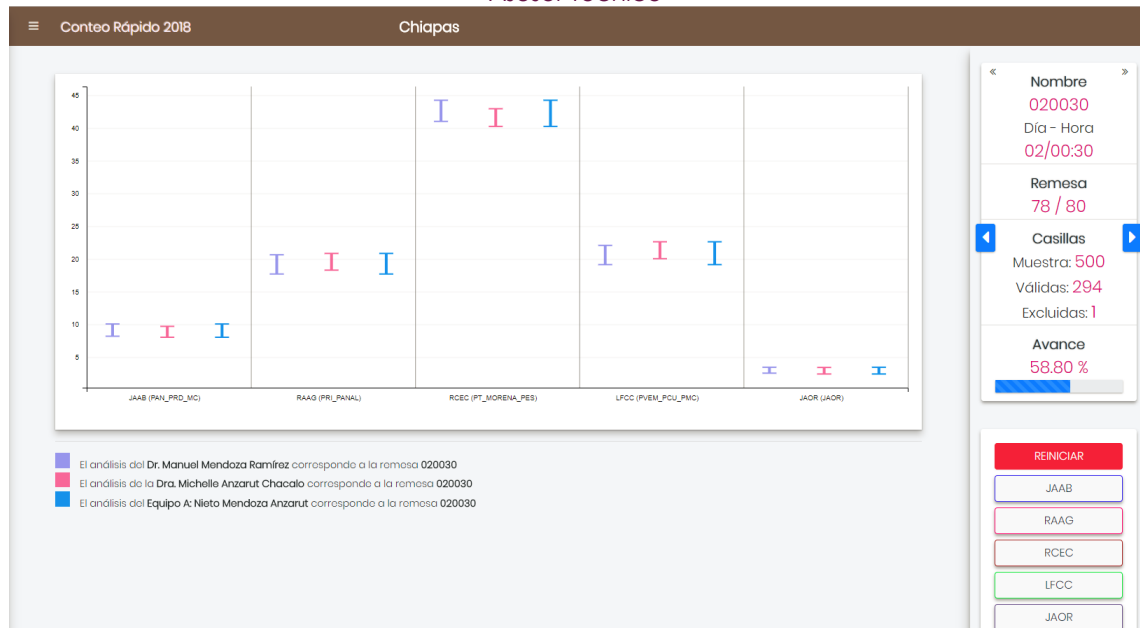 ≡ Conteo Rápido 2018 Chiapas
45
40
35
30
25
20
15
10
5
JAAB (PAN_PRD_MC) RAAG (PRI_PANAL) RCEC (PT_MORENA_PES) LFCC (PVEM_PCU_PMC) JAOR (JAOR)
El análisis del Dr. Manuel Mendoza Ramírez corresponde a la remesa 020030
El análisis de la Dra. Michelle Anzarut Chacalo corresponde a la remesa 020030
El análisis del Equipo A: Nieto Mendoza Anzarut corresponde a la remesa 020030
« Nombre »
020030
Día - Hora
02/00:30
Remesa
78 / 80
Casillas
Muestra: 500
Válidas: 294
Excluidas: 1
Avance
58.80 %
REINICIAR
JAAB
RAAG
RCEC
LFCC
JAOR